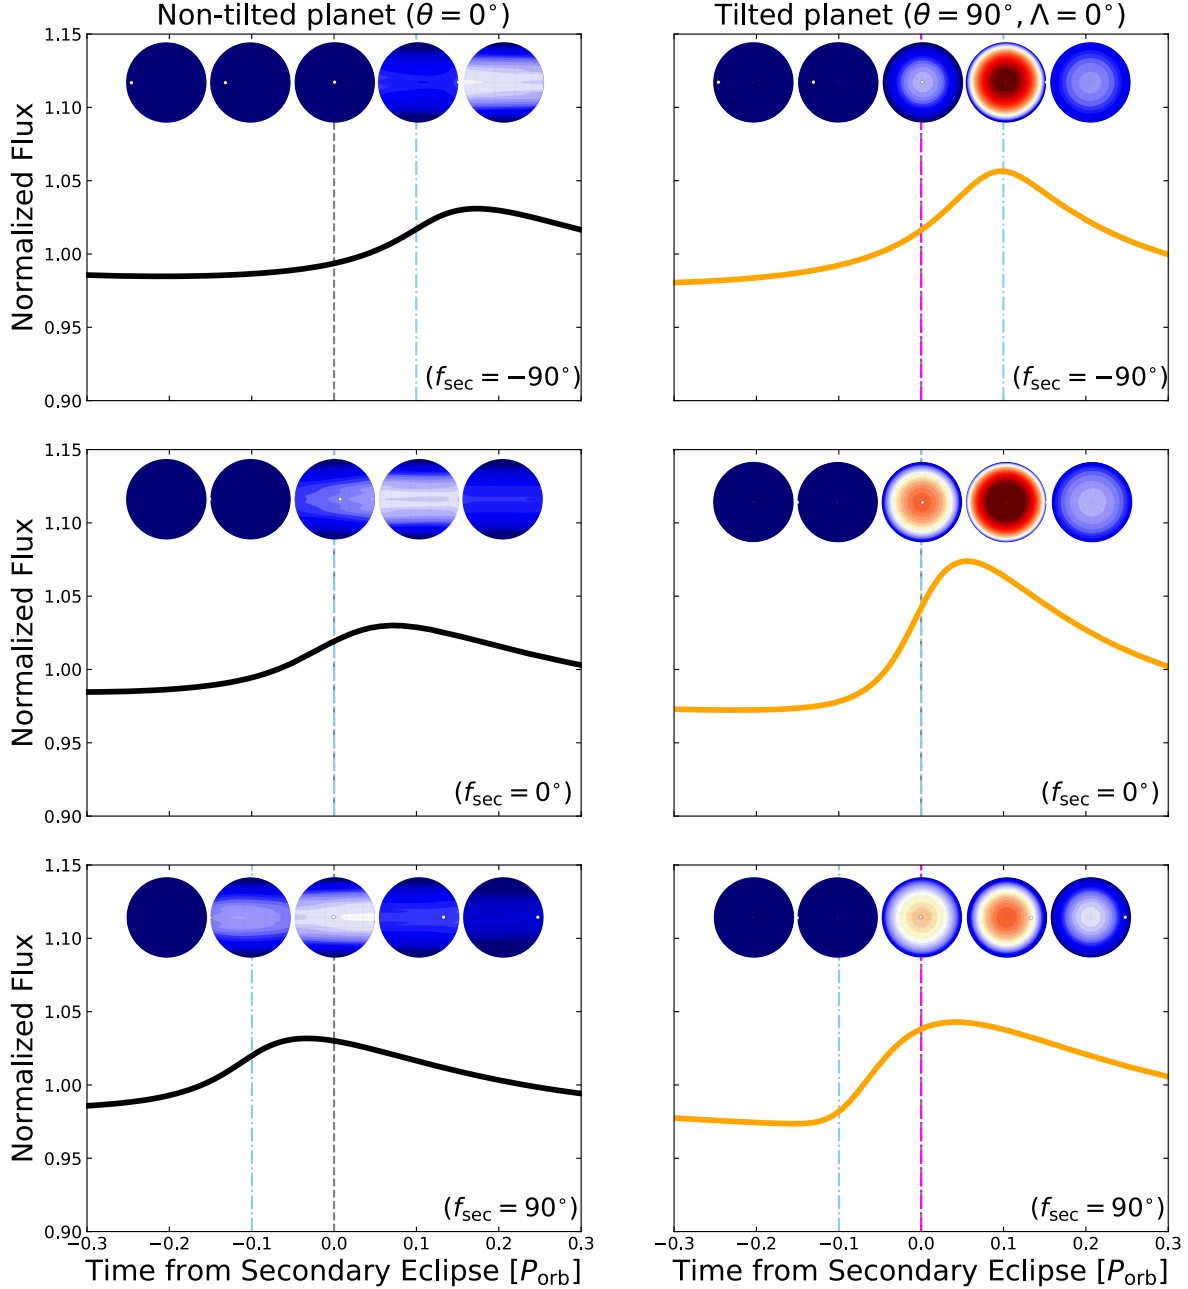 Non-tilted planet (θ = 0°)
Tilted planet (θ = 90°, Λ = 0°)
1.15
1.10
1.05
1.00
0.95
0.90
Normalized Flux
(f_sec = −90°)
(f_sec = −90°)
1.15
1.10
1.05
1.00
0.95
0.90
Normalized Flux
(f_sec = 0°)
(f_sec = 0°)
1.15
1.10
1.05
1.00
0.95
0.90
Normalized Flux
(f_sec = 90°)
(f_sec = 90°)
−0.3 −0.2 −0.1 0.0 0.1 0.2 0.3
−0.3 −0.2 −0.1 0.0 0.1 0.2 0.3
Time from Secondary Eclipse [P_orb]
Time from Secondary Eclipse [P_orb]